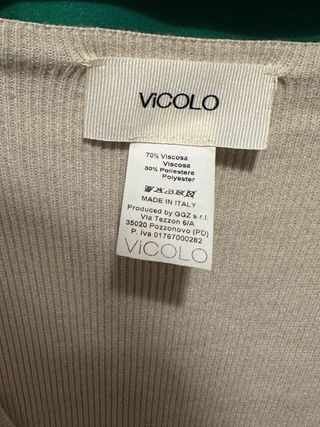 ViCOLO
70% Viscosa
Viscosa
30% Poliestere
Polyester
MADE IN ITALY
Produced by GGZ s.r.l.
Via Tezzon 6/A
35020 Pozzonovo (PD)
P. Iva 01767000282
ViCOLO